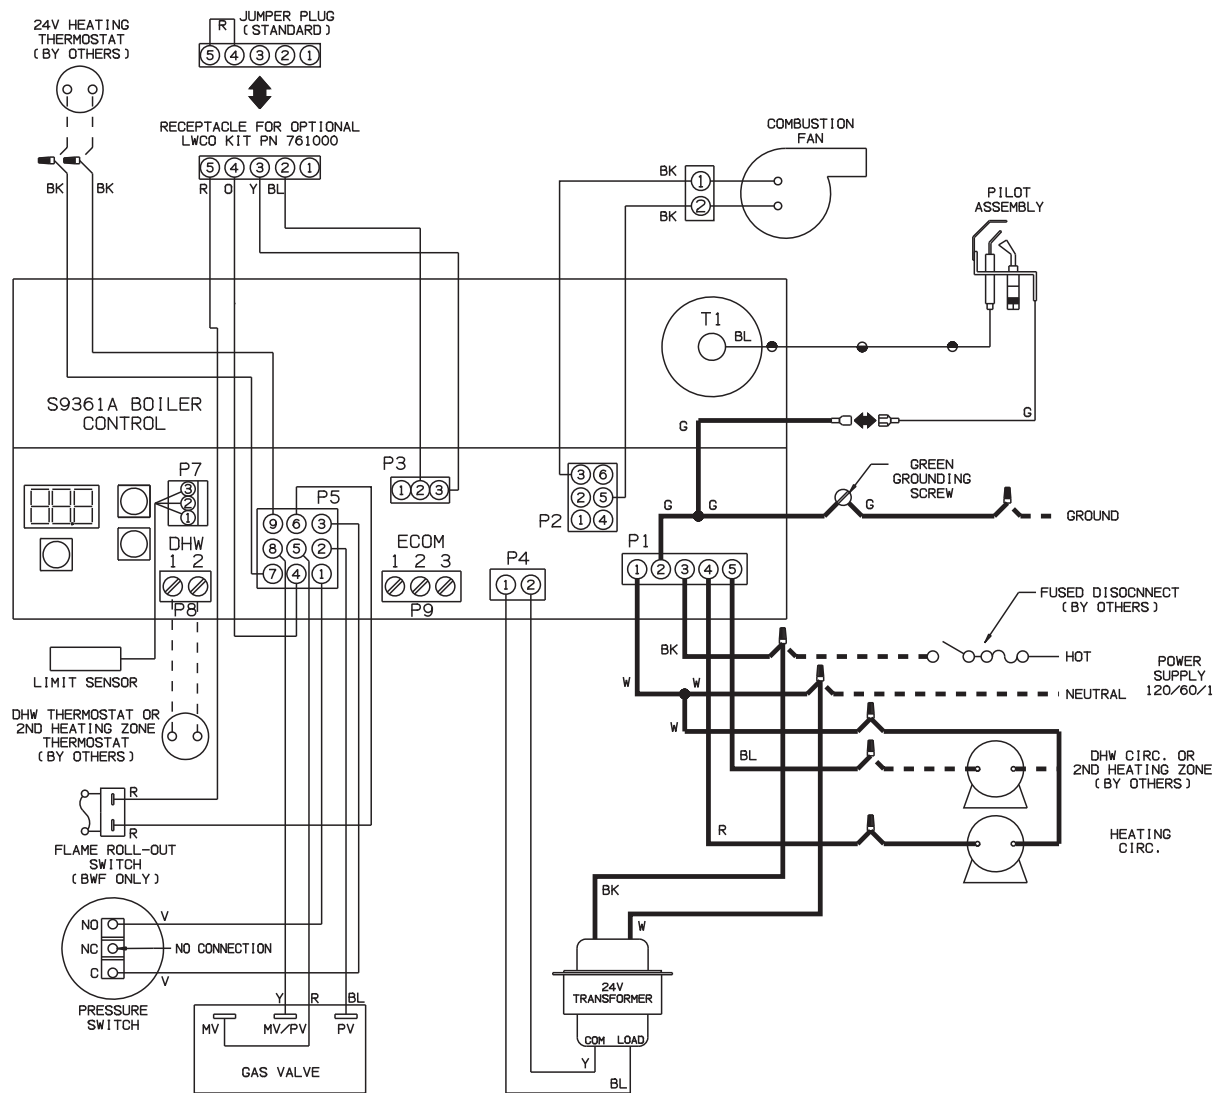 24V HEATING
THERMOSTAT
(BY OTHERS)
R
JUMPER PLUG
(STANDARD)
5 4 3 2 1
RECEPTACLE FOR OPTIONAL
LWCO KIT PN 761000
5 4 3 2 1
R O Y BL
BK BK
COMBUSTION
FAN
BK
1
2
BK
PILOT
ASSEMBLY
T1
BL
G
G
S9361A BOILER
CONTROL
P7
3
2
1
P5
9 6 3
8 5 2
7 4 1
P3
1 2 3
P2
3 6
2 5
1 4
GREEN
GROUNDING
SCREW
G G G
GROUND
DHW
1 2
P8
ECOM
1 2 3
P9
P4
1 2
P1
1 2 3 4 5
FUSED DISOCNNECT
(BY OTHERS)
BK
HOT
POWER
SUPPLY
120/60/1
W W
NEUTRAL
W
LIMIT SENSOR
DHW THERMOSTAT OR
2ND HEATING ZONE
THERMOSTAT
(BY OTHERS)
BL
DHW CIRC. OR
2ND HEATING ZONE
(BY OTHERS)
R
HEATING
CIRC.
R
R
FLAME ROLL-OUT
SWITCH
(BWF ONLY)
BK
W
NO
V
NC
NO CONNECTION
C
V
PRESSURE
SWITCH
Y R BL
MV MV/PV PV
GAS VALVE
24V
TRANSFORMER
COM LOAD
Y
BL